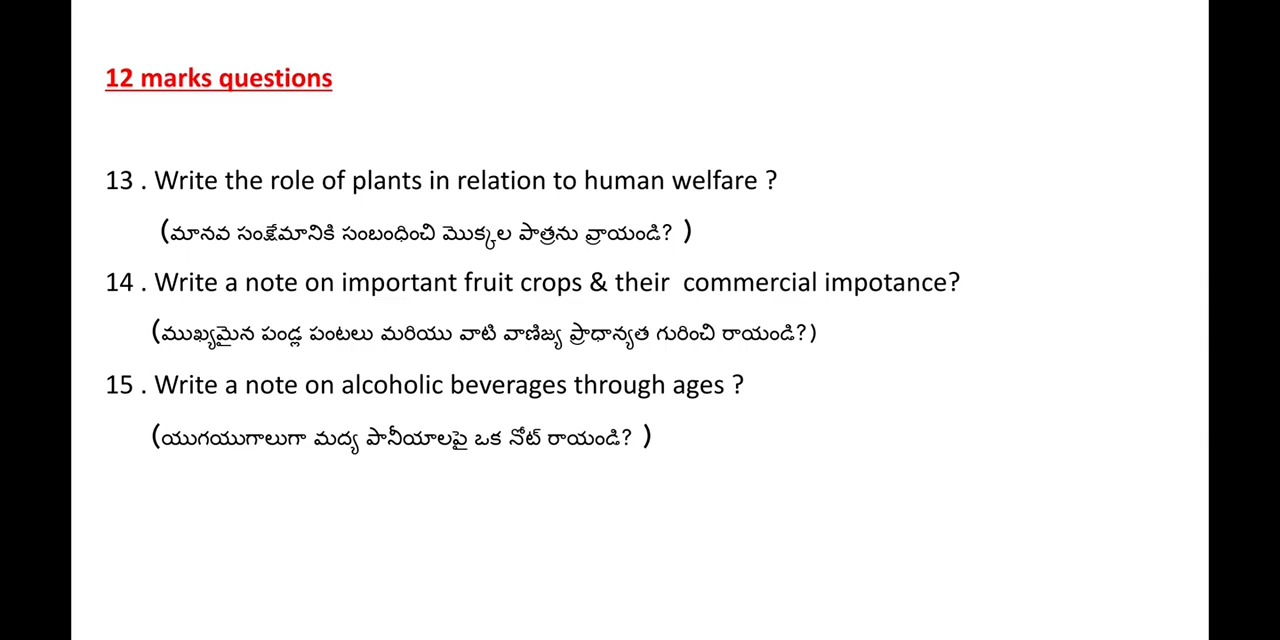 12 marks questions
13 . Write the role of plants in relation to human welfare ?
(మానవ సంక్షేమానికి సంబంధించి మొక్కల పాత్రను వ్రాయండి? )
14 . Write a note on important fruit crops & their commercial impotance?
(ముఖ్యమైన పండ్ల పంటలు మరియు వాటి వాణిజ్య ప్రాధాన్యత గురించి రాయండి?)
15 . Write a note on alcoholic beverages through ages ?
(యుగయుగాలుగా మద్య పానీయాలపై ఒక నోట్ రాయండి? )